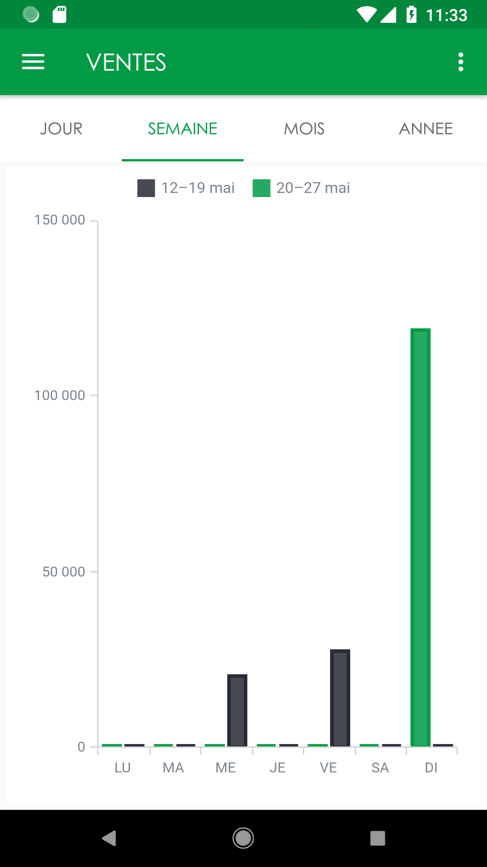 11:33
VENTES
JOUR SEMAINE MOIS ANNEE
12–19 mai 20–27 mai
150 000
100 000
50 000
0
LU MA ME JE VE SA DI